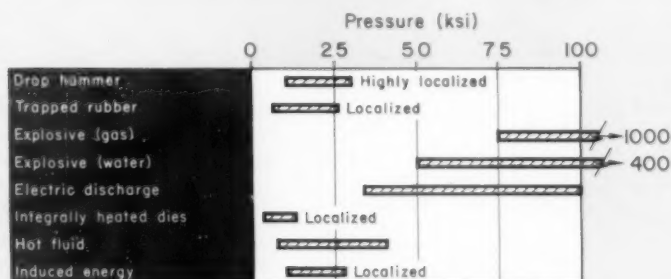 Pressure (ksi)
0 25 50 75 100
Drop hammer Highly localized
Trapped rubber Localized
Explosive (gas) 1000
Explosive (water) 400
Electric discharge
Integrally heated dies Localized
Hot fluid
Induced energy Localized